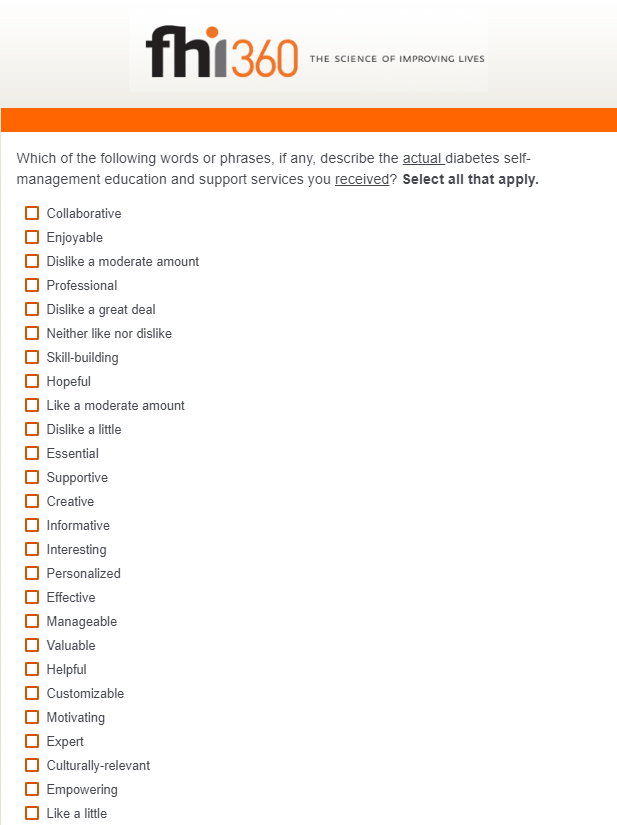 fhi360 THE SCIENCE OF IMPROVING LIVES
Which of the following words or phrases, if any, describe the actual diabetes self-
management education and support services you received? Select all that apply.
Collaborative
Enjoyable
Dislike a moderate amount
Professional
Dislike a great deal
Neither like nor dislike
Skill-building
Hopeful
Like a moderate amount
Dislike a little
Essential
Supportive
Creative
Informative
Interesting
Personalized
Effective
Manageable
Valuable
Helpful
Customizable
Motivating
Expert
Culturally-relevant
Empowering
Like a little